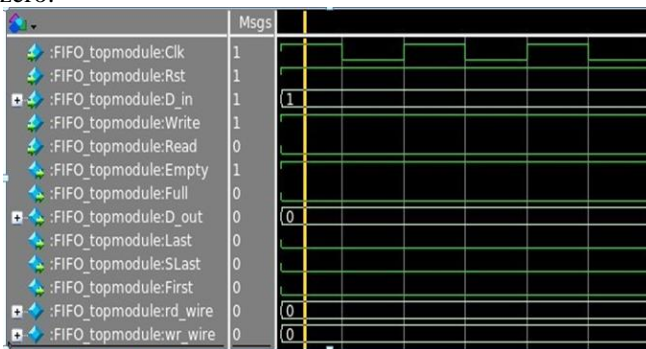 zero.
Msgs
:FIFO_topmodule:Clk 1
:FIFO_topmodule:Rst 1
:FIFO_topmodule:D_in 1 1
:FIFO_topmodule:Write 1
:FIFO_topmodule:Read 0
:FIFO_topmodule:Empty 1
:FIFO_topmodule:Full 0
:FIFO_topmodule:D_out 0 0
:FIFO_topmodule:Last 0
:FIFO_topmodule:SLast 0
:FIFO_topmodule:First 0
:FIFO_topmodule:rd_wire 0 0
:FIFO_topmodule:wr_wire 0 0